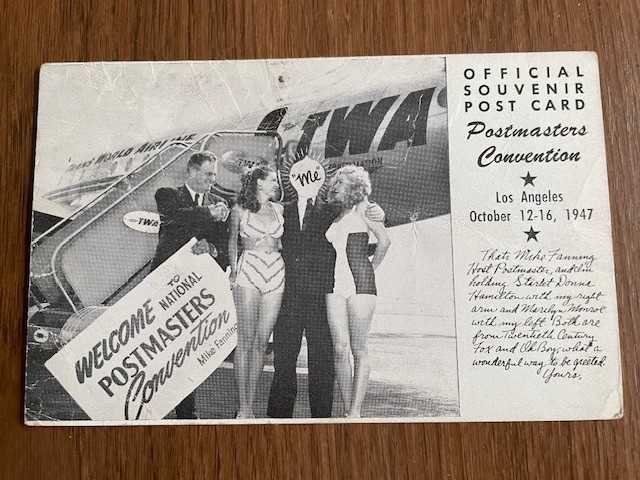 OFFICIAL
SOUVENIR
POST CARD
Postmasters
Convention
Los Angeles
October 12-16, 1947
That's Mike Fanning
Host Postmaster, and I'm
holding Starlet Donna
Hamilton with my right
arm and Marilyn Monroe
with my left. Both are
from Twentieth Century
Fox and Oh Boy, what a
wonderful way to be greeted.
Yours,
TRANS WORLD AIRLINE
TWA
TWA
"Me"
WELCOME TO
NATIONAL
POSTMASTERS
Convention
Mike Fanning